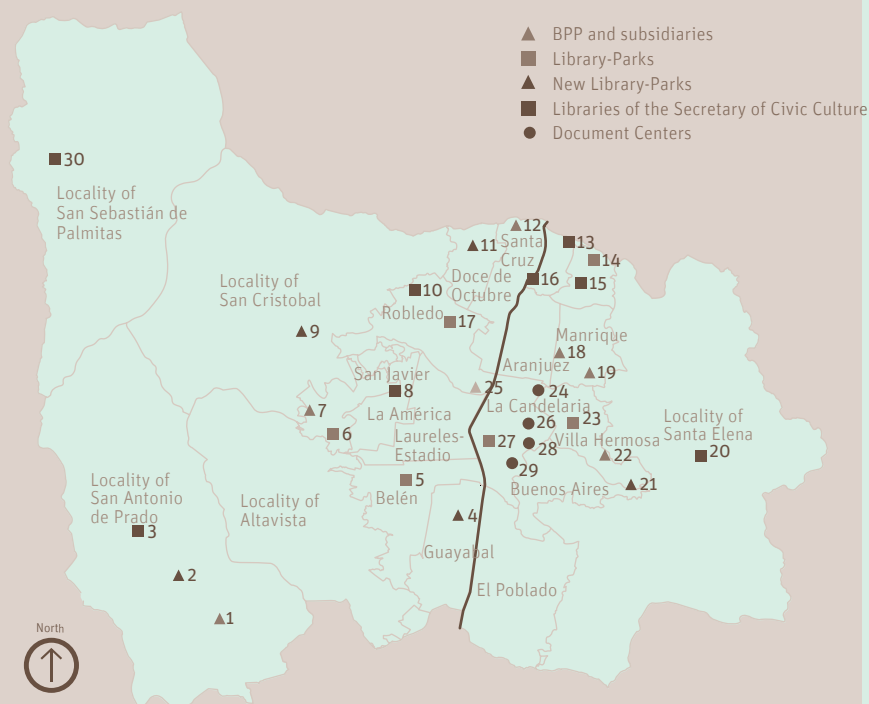 BPP and subsidiaries
Library-Parks
New Library-Parks
Libraries of the Secretary of Civic Culture
Document Centers
30
Locality of
San Sebastián de
Palmitas
12
11
Santa
Cruz
13
14
Doce de
Octubre
16
15
Locality of
San Cristobal
10
Robledo
17
9
Manrique
18
Aranjuez
19
San Javier
8
25
24
La Candelaria
7
La América
26
23
Locality of
Santa Elena
6
Laureles-
Estadio
27
28
Villa Hermosa
22
20
29
5
Belén
Buenos Aires
21
Locality of
San Antonio
de Prado
3
Locality of
Altavista
4
Guayabal
2
El Poblado
1
North